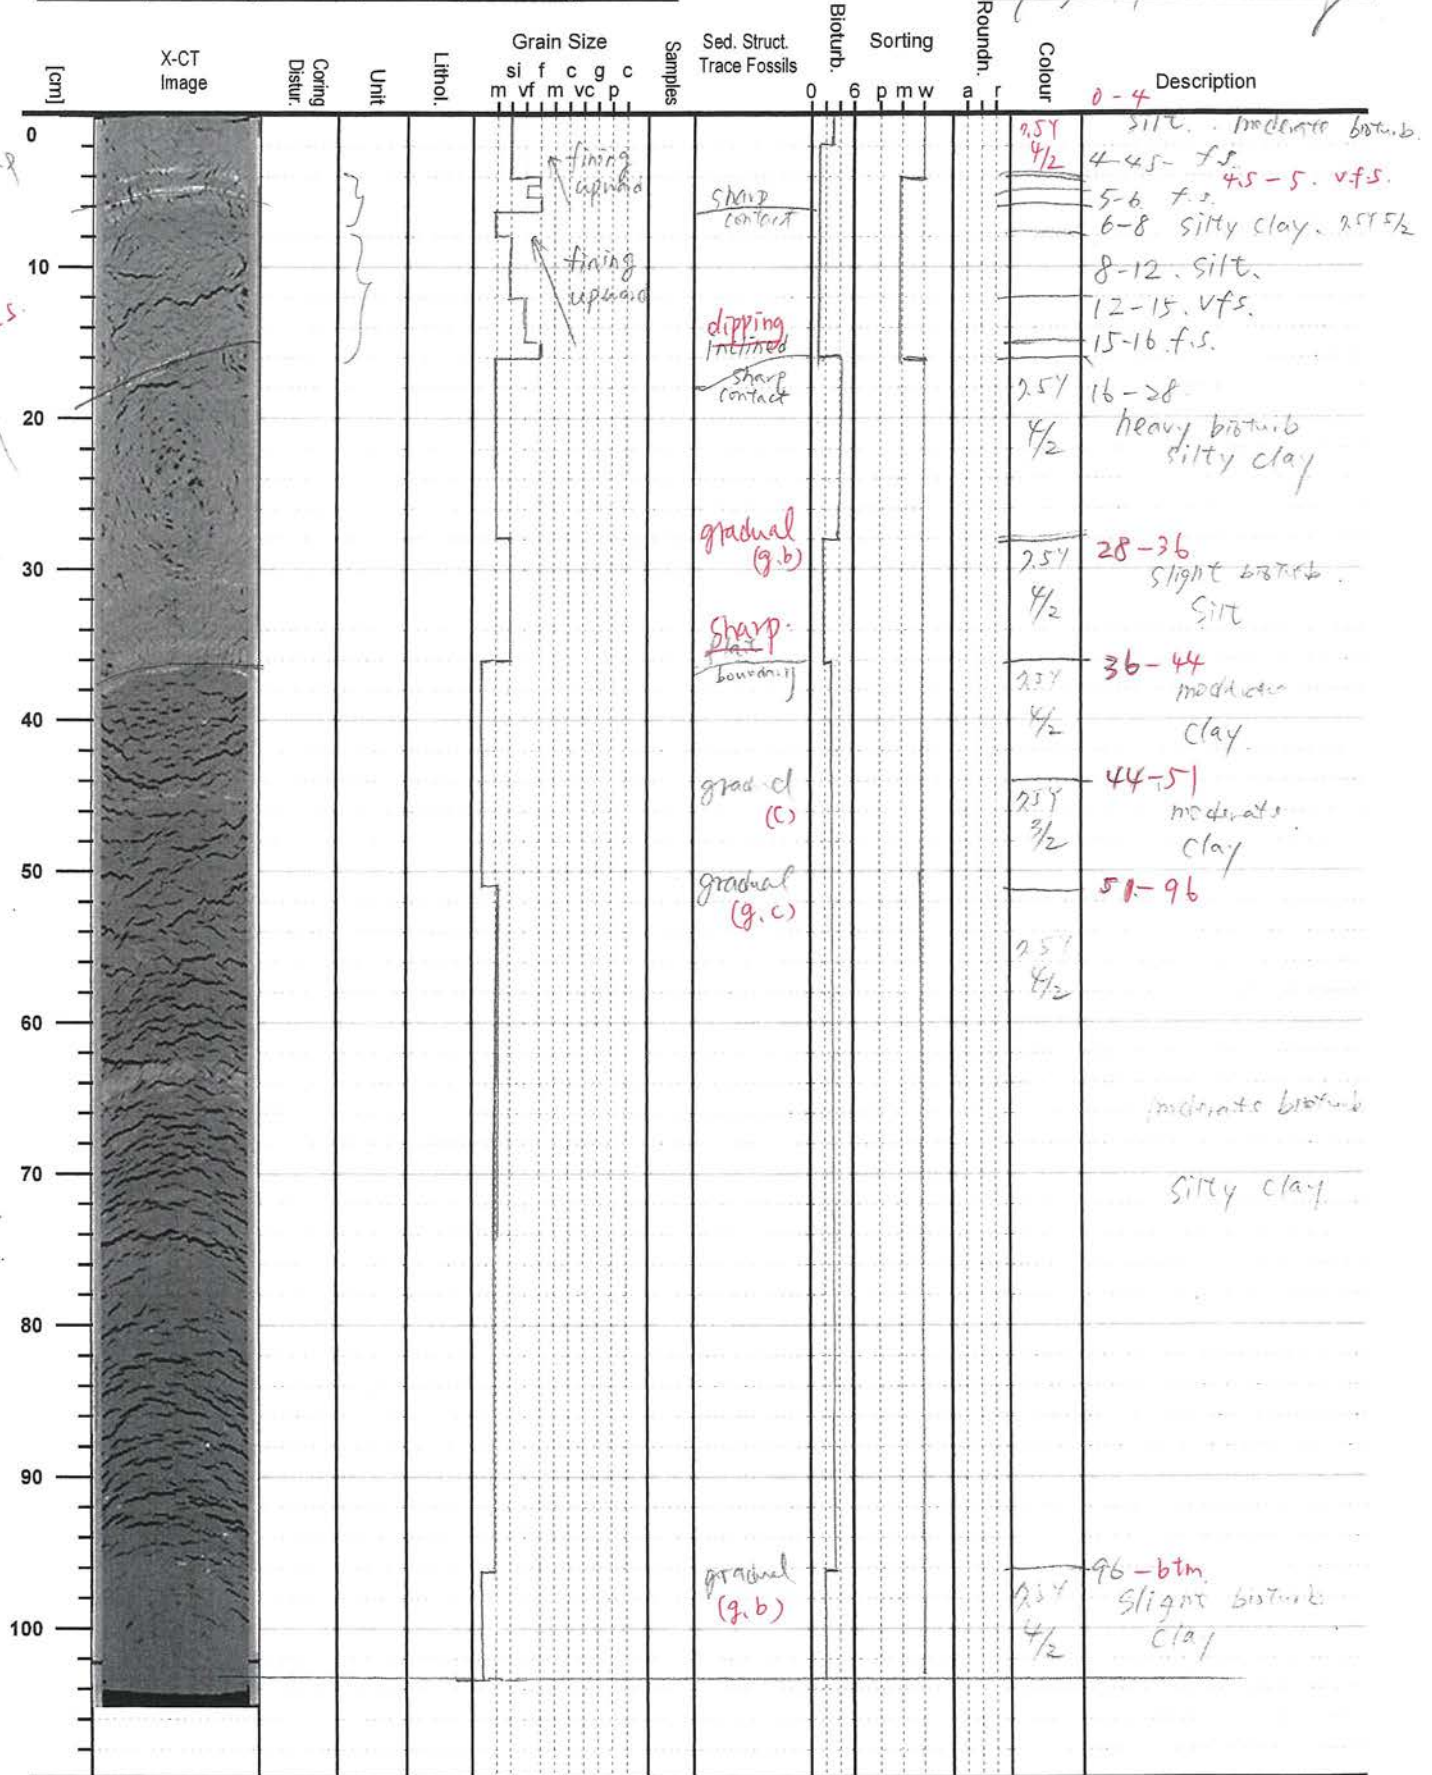 [cm]
X-CT
Image
Coring
Distur.
Unit
Lithol.
Grain Size
si f c g c
m vf m vc p
Samples
Sed. Struct.
Trace Fossils
Bioturb.
0 6
Sorting
p m w
Roundn.
a r
Colour
Description
0
10
20
30
40
50
60
70
80
90
100
fining
upward
fining
upward
sharp
contact
dipping
Inclined
sharp
contact
gradual
(g.b)
Sharp.
boundary
(C)
gradual
(g.c)
gradual
(g.b)
0-4
2.5Y
4/2
silt. moderate bioturb.
4-4.5- f.s.
4.5-5. vfs.
5-6. f.s.
6-8 silty clay. 2.5Y 5/2
8-12. silt.
12-15. vfs.
15-16 f.s.
2.5Y
4/2
16-28
heavy bioturb
silty clay
2.5Y
4/2
28-36
slight bioturb.
Silt
2.5Y
4/2
36-44
moderate
clay.
44-51
2.5Y
3/2
moderate.
clay
51-96
2.5Y
4/2
moderate bioturb
Silty clay.
96-btm
2.5Y
4/2
Slight bioturb
clay